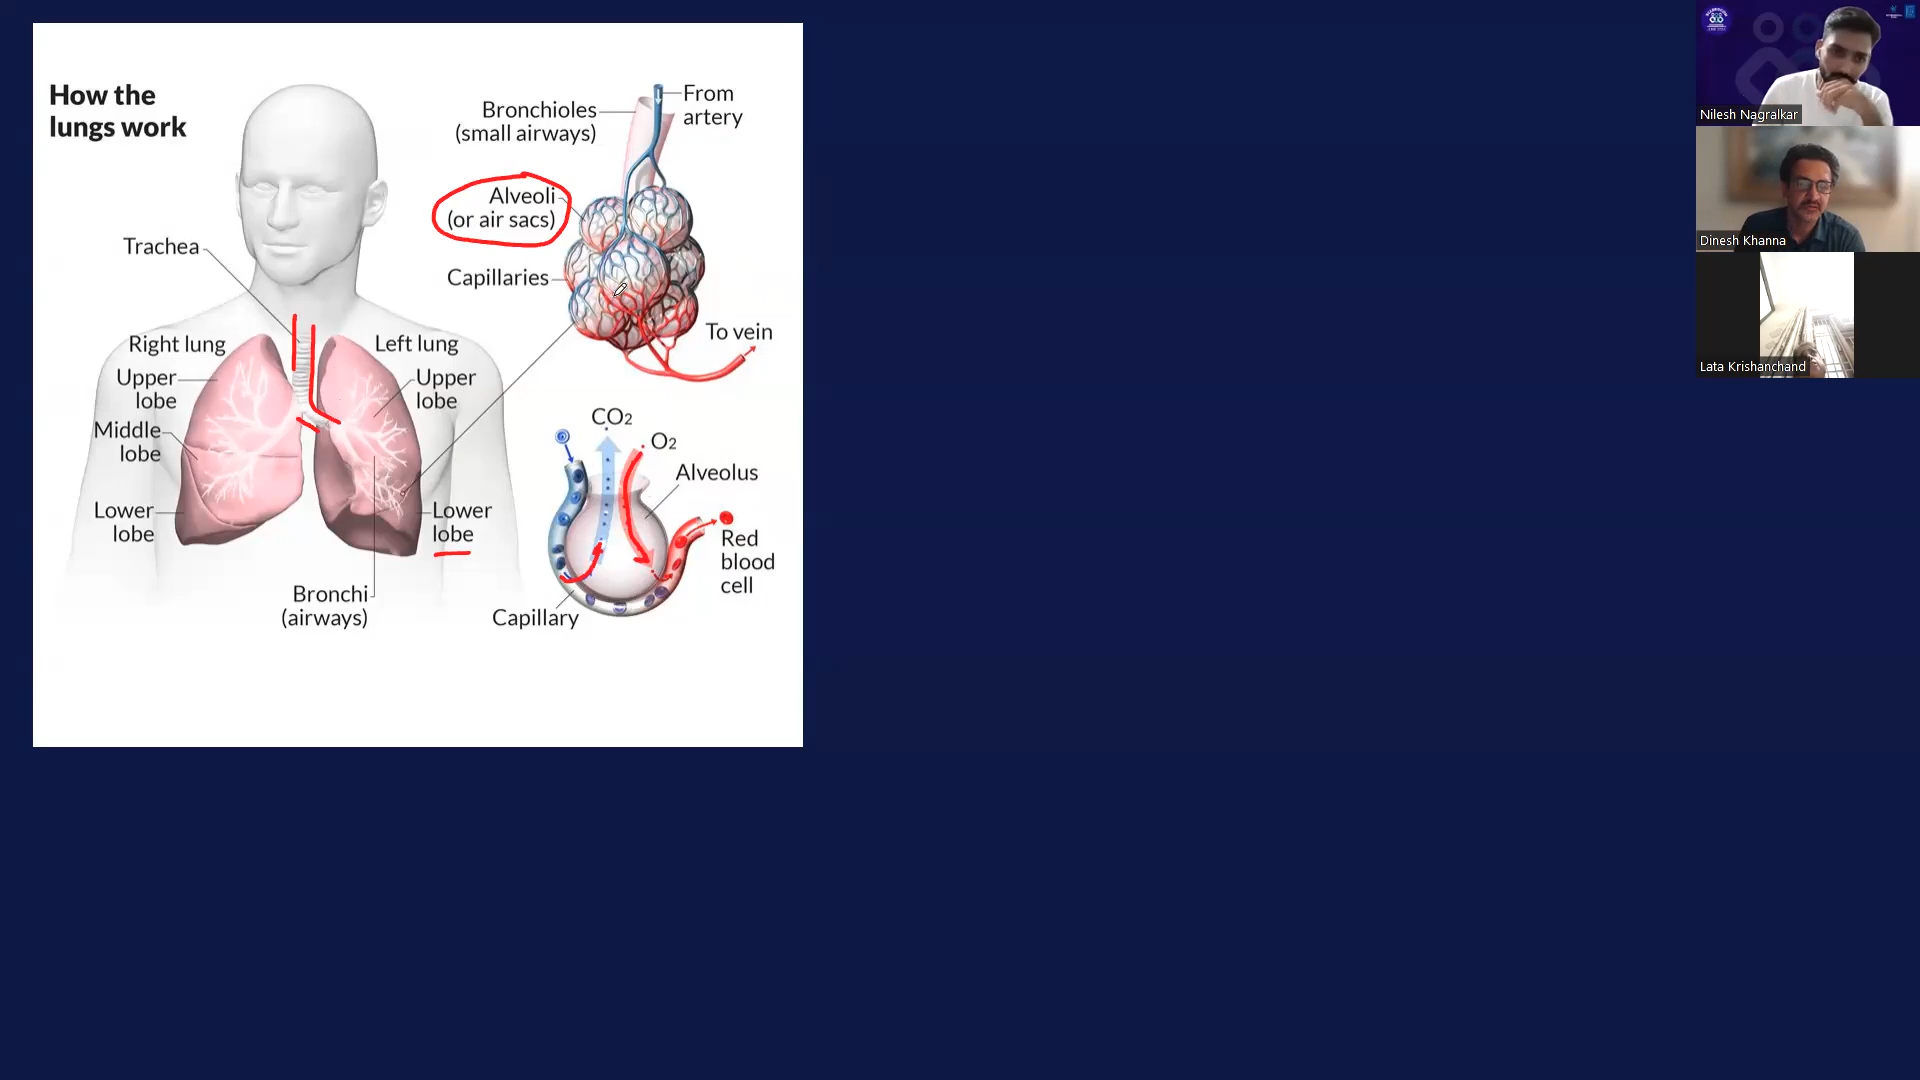 How the
lungs work
Bronchioles
(small airways)
From
artery
Alveoli
(or air sacs)
Trachea
Capillaries
To vein
Right lung
Left lung
Upper
lobe
Upper
lobe
Middle
lobe
CO2
O2
Alveolus
Lower
lobe
Lower
lobe
Red
blood
cell
Bronchi
(airways)
Capillary
Nilesh Nagralkar
Dinesh Khanna
Lata Krishanchand